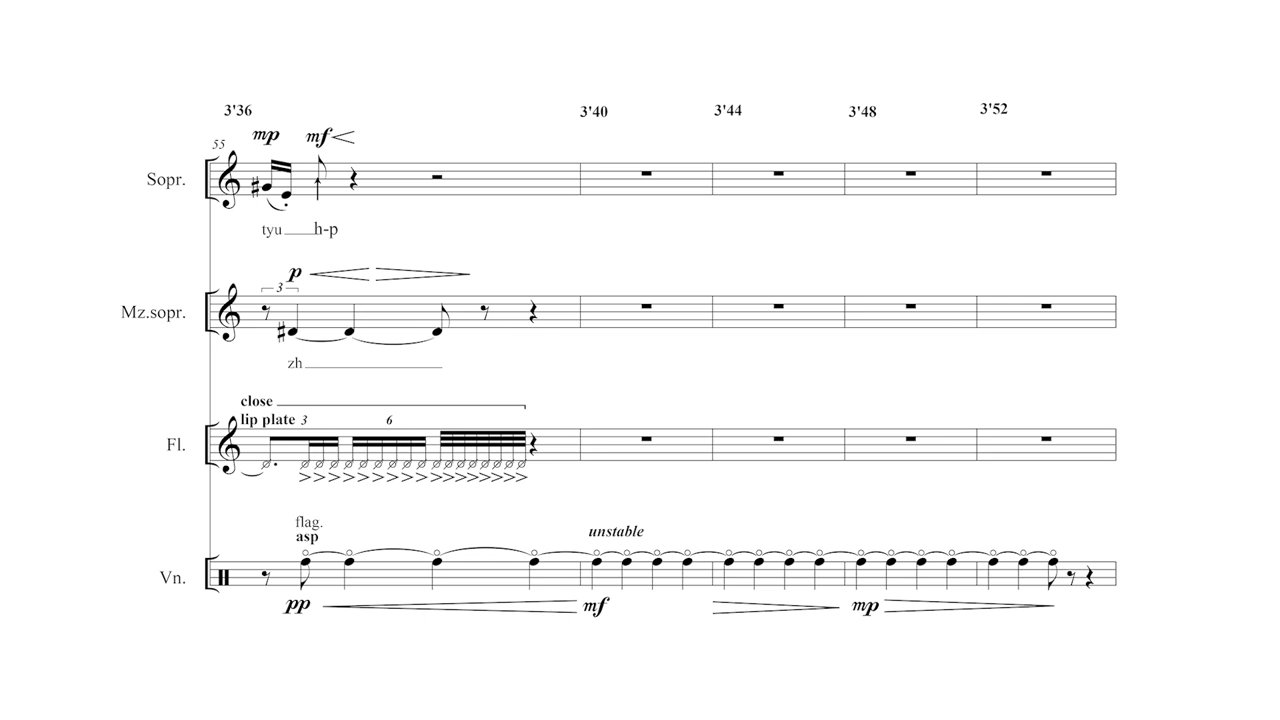 3'36 3'40 3'44 3'48 3'52
55 mp mf
Sopr.
tyu h-p
p
3
Mz.sopr.
zh
close
lip plate 3 6
Fl.
flag.
asp unstable
Vn.
pp mf mp